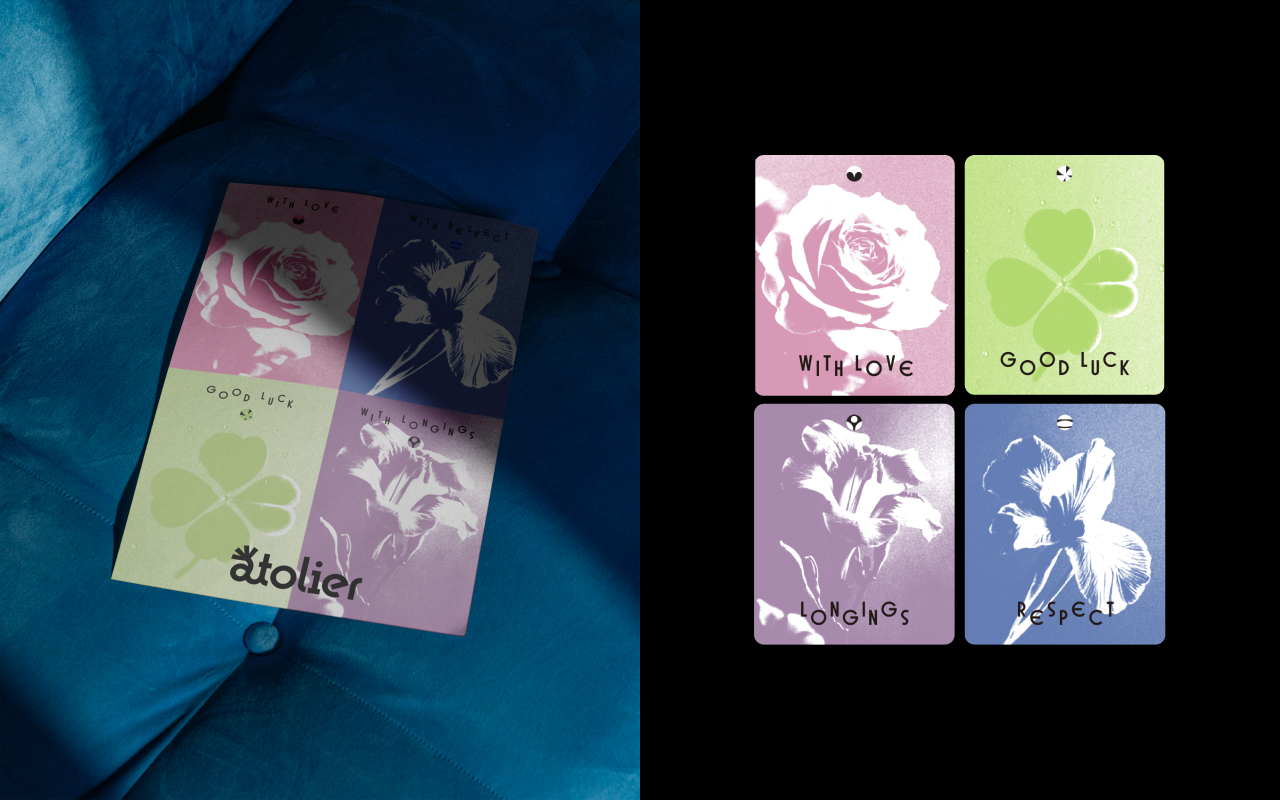 WITH LOVE
WITH RESPECT
GOOD LUCK
WITH LONGINGS
atolier
WITH LOVE
GOOD LUCK
LONGINGS
RESPECT